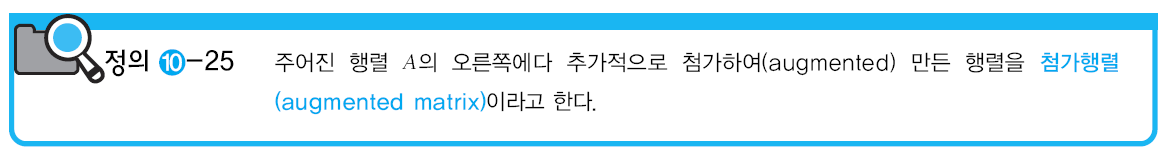 정의 10-25 주어진 행렬 A의 오른쪽에다 추가적으로 첨가하여(augmented) 만든 행렬을 첨가행렬
(augmented matrix)이라고 한다.